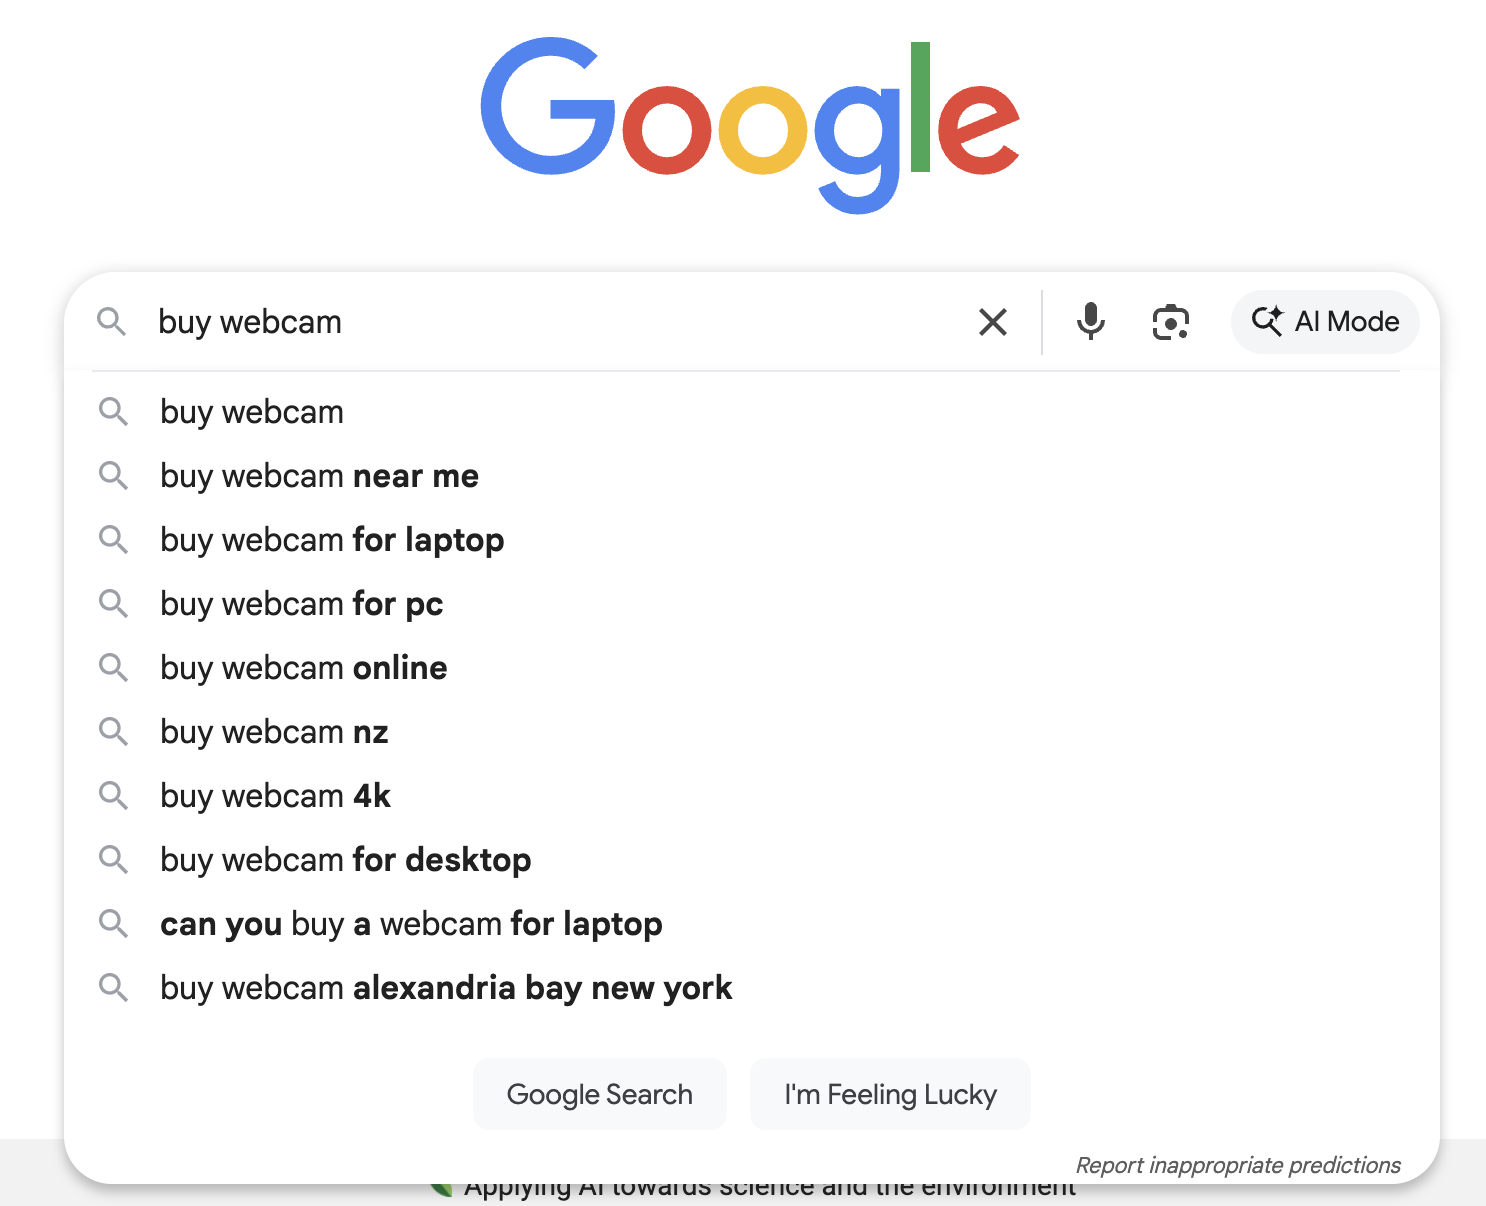 Google
buy webcam
AI Mode
buy webcam
buy webcam near me
buy webcam for laptop
buy webcam for pc
buy webcam online
buy webcam nz
buy webcam 4k
buy webcam for desktop
can you buy a webcam for laptop
buy webcam alexandria bay new york
Google Search
I'm Feeling Lucky
Report inappropriate predictions
Applying AI towards science and the environment